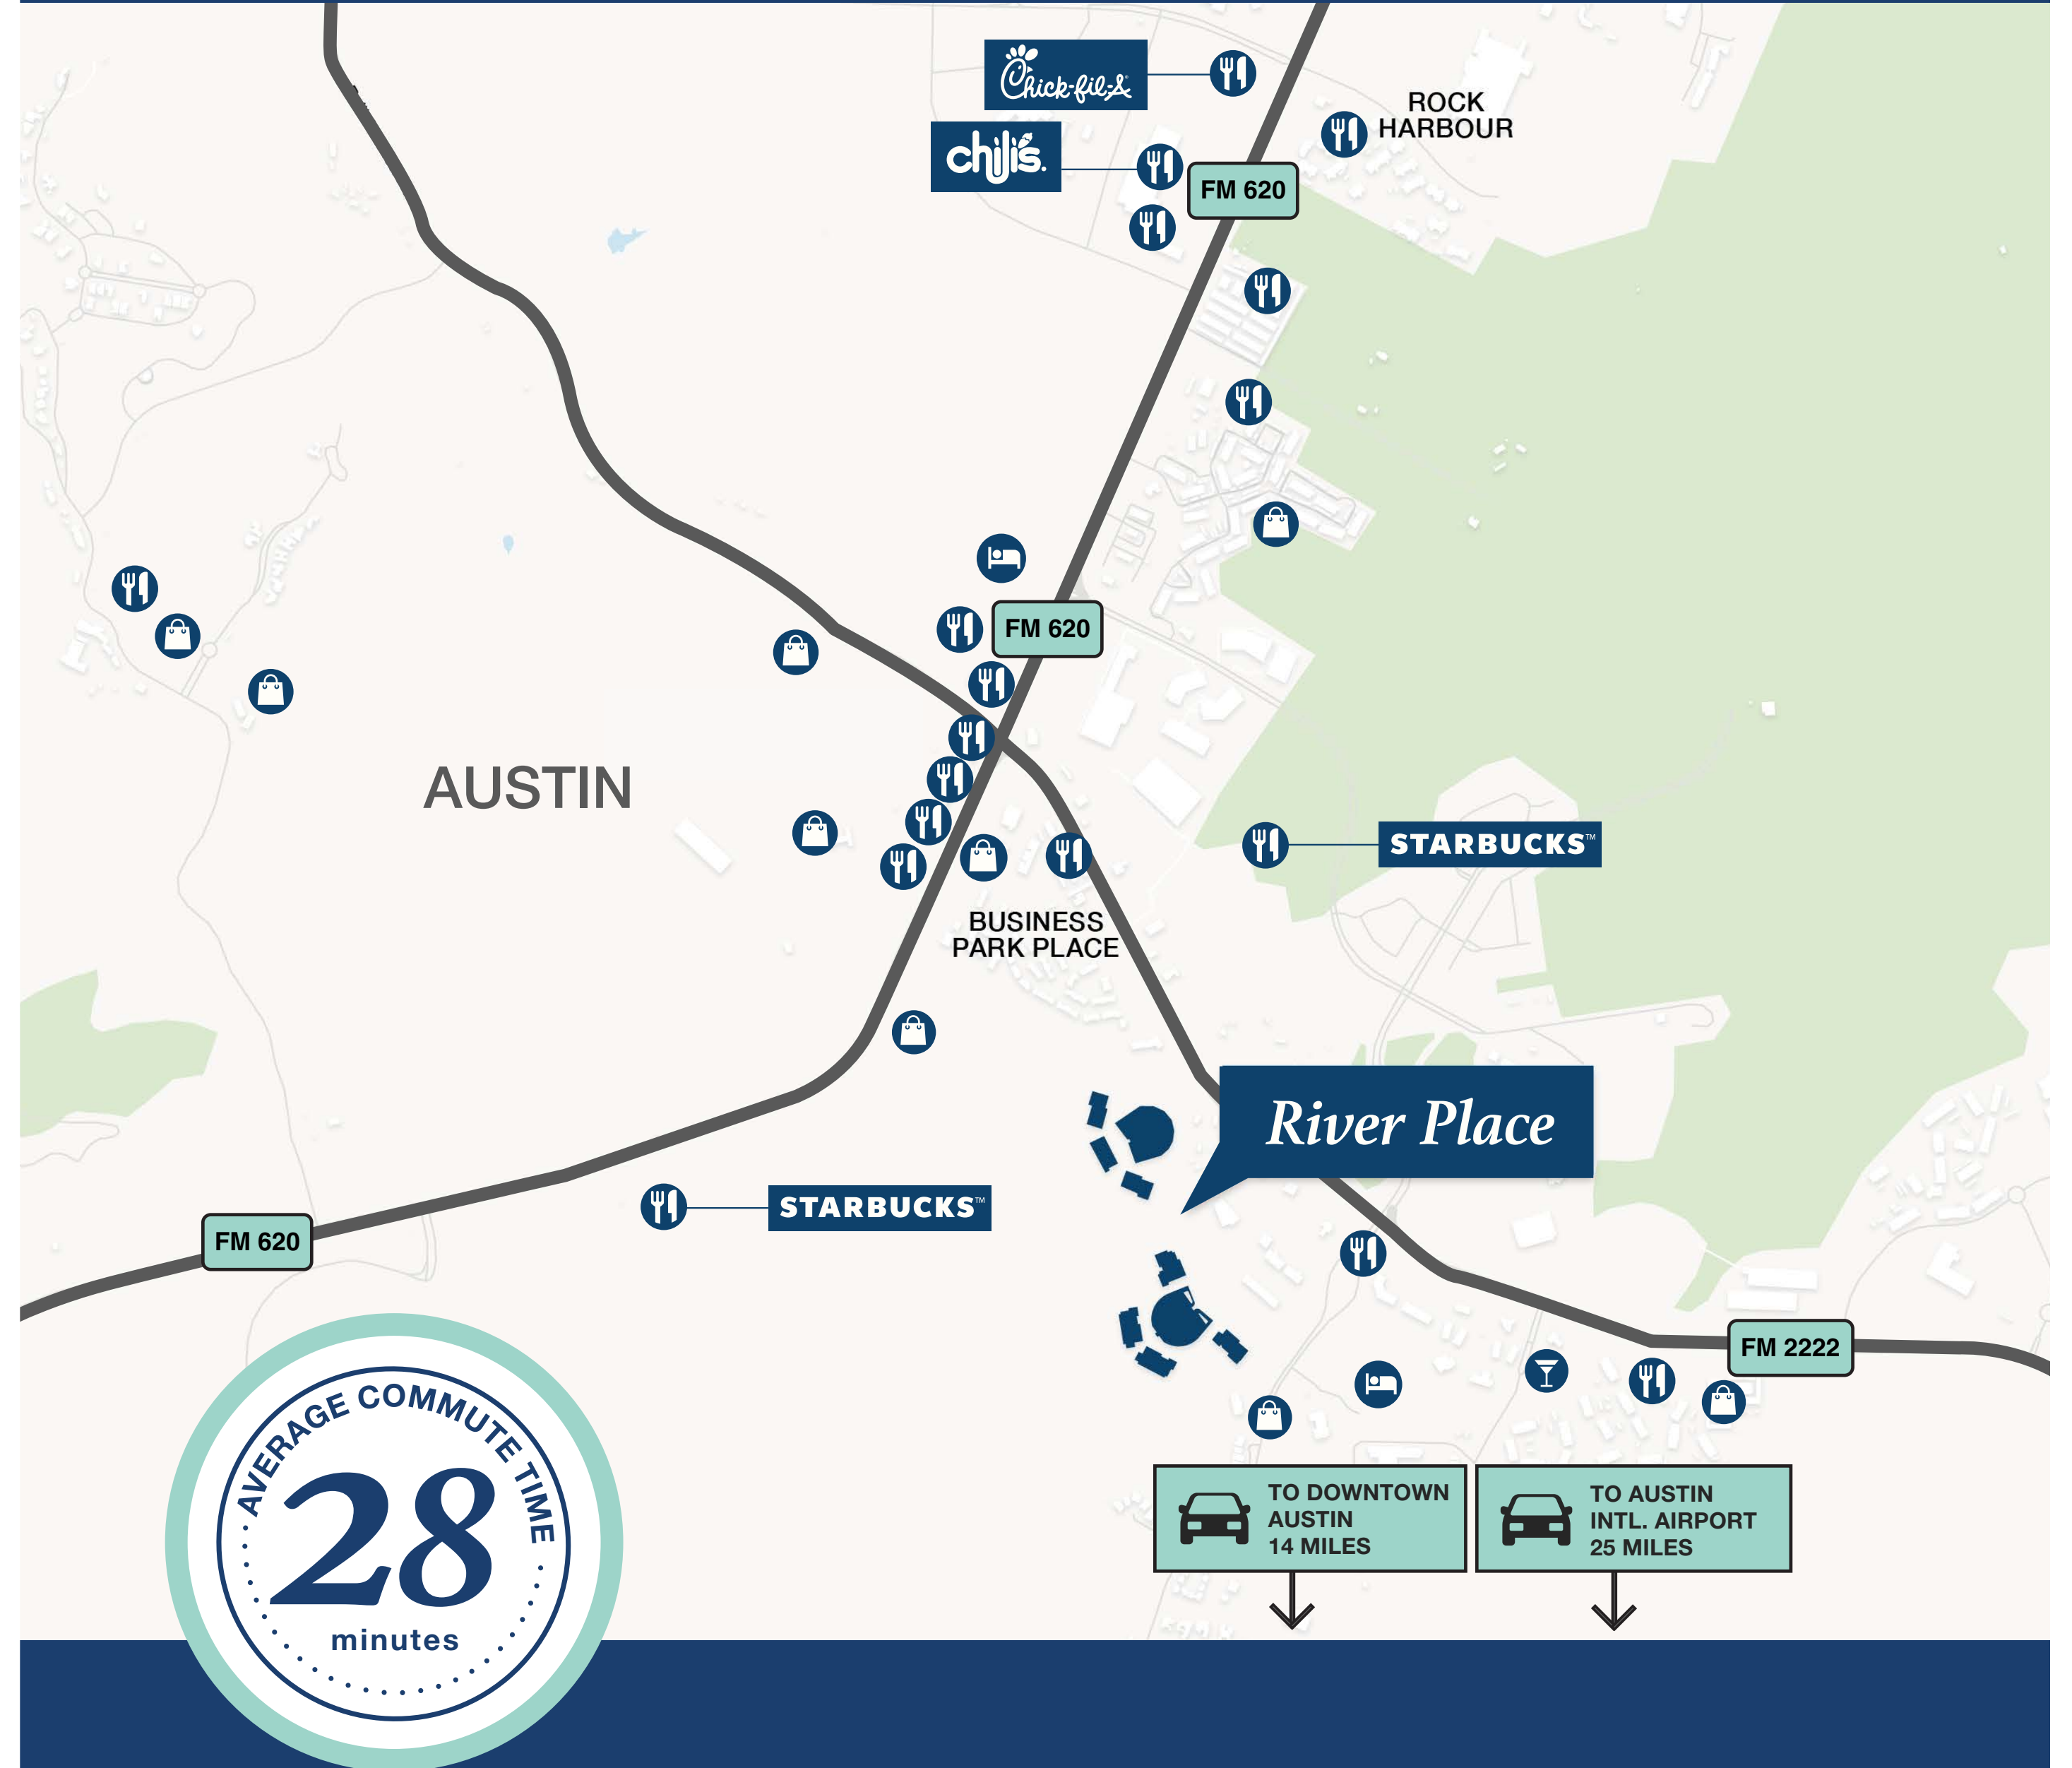 Chick-fil-A
ROCK
HARBOUR
chili's.
FM 620
FM 620
AUSTIN
STARBUCKS™
BUSINESS
PARK PLACE
River Place
STARBUCKS™
FM 620
FM 2222
AVERAGE COMMUTE TIME
28
minutes
TO DOWNTOWN
AUSTIN
14 MILES
TO AUSTIN
INTL. AIRPORT
25 MILES